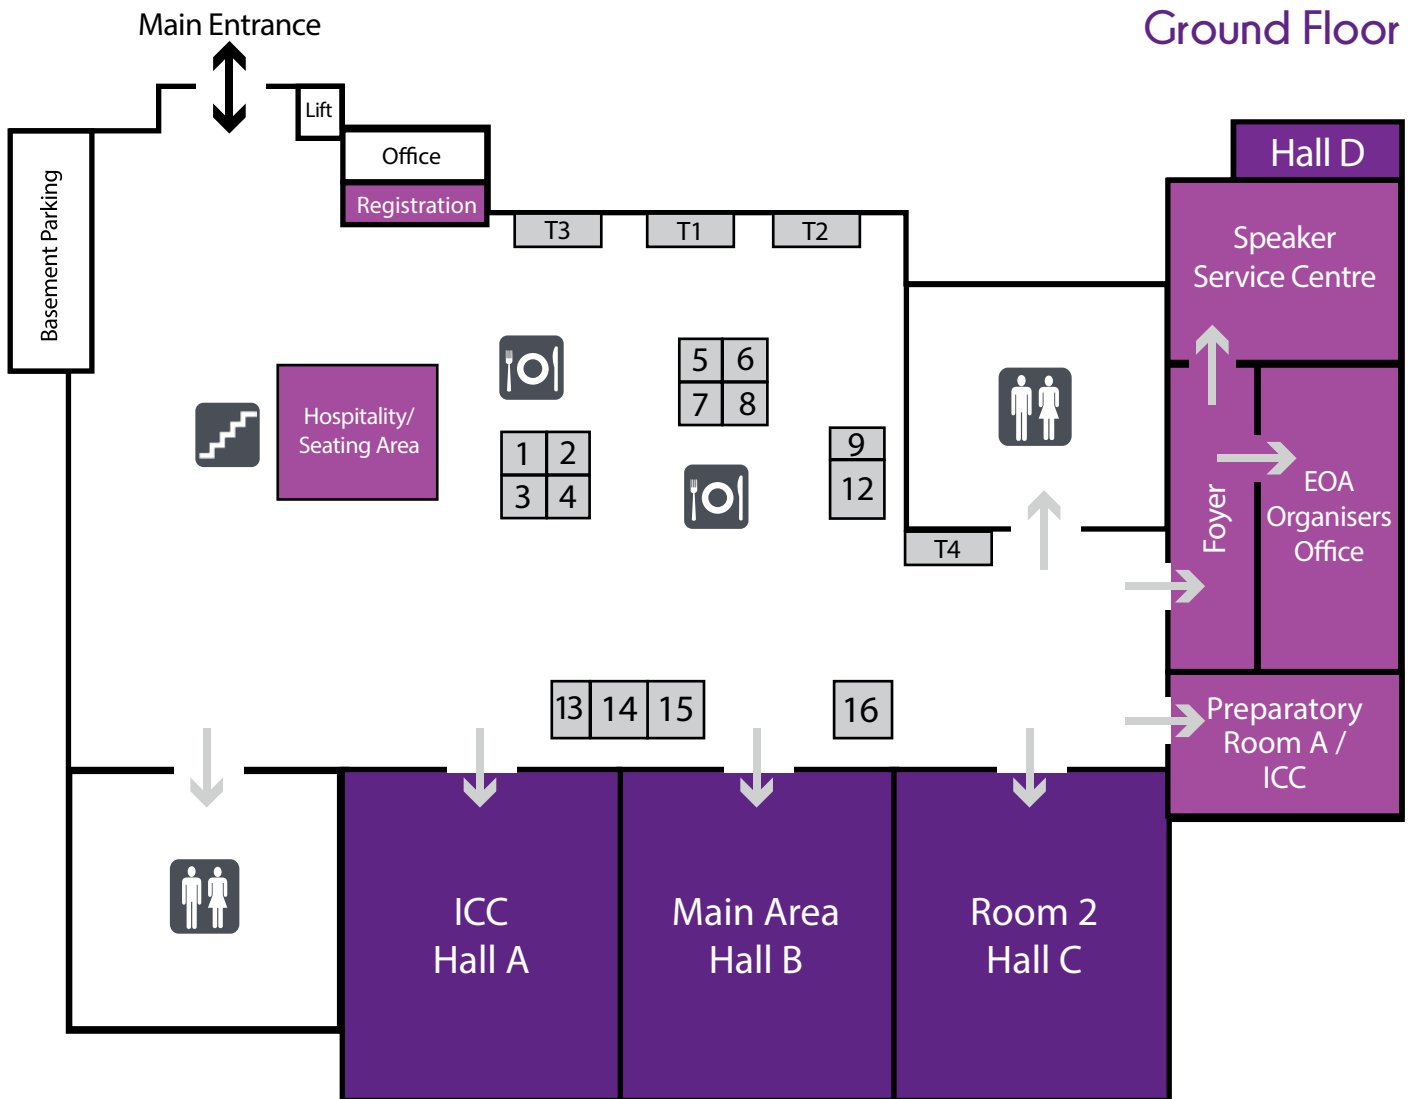 Ground Floor
Main Entrance
Lift
Office
Registration
Basement Parking
T3
T1
T2
Hall D
Speaker
Service Centre
Hospitality/
Seating Area
5
6
7
8
1
2
3
4
9
12
T4
Foyer
EOA
Organisers
Office
13
14
15
16
Preparatory
Room A /
ICC
ICC
Hall A
Main Area
Hall B
Room 2
Hall C